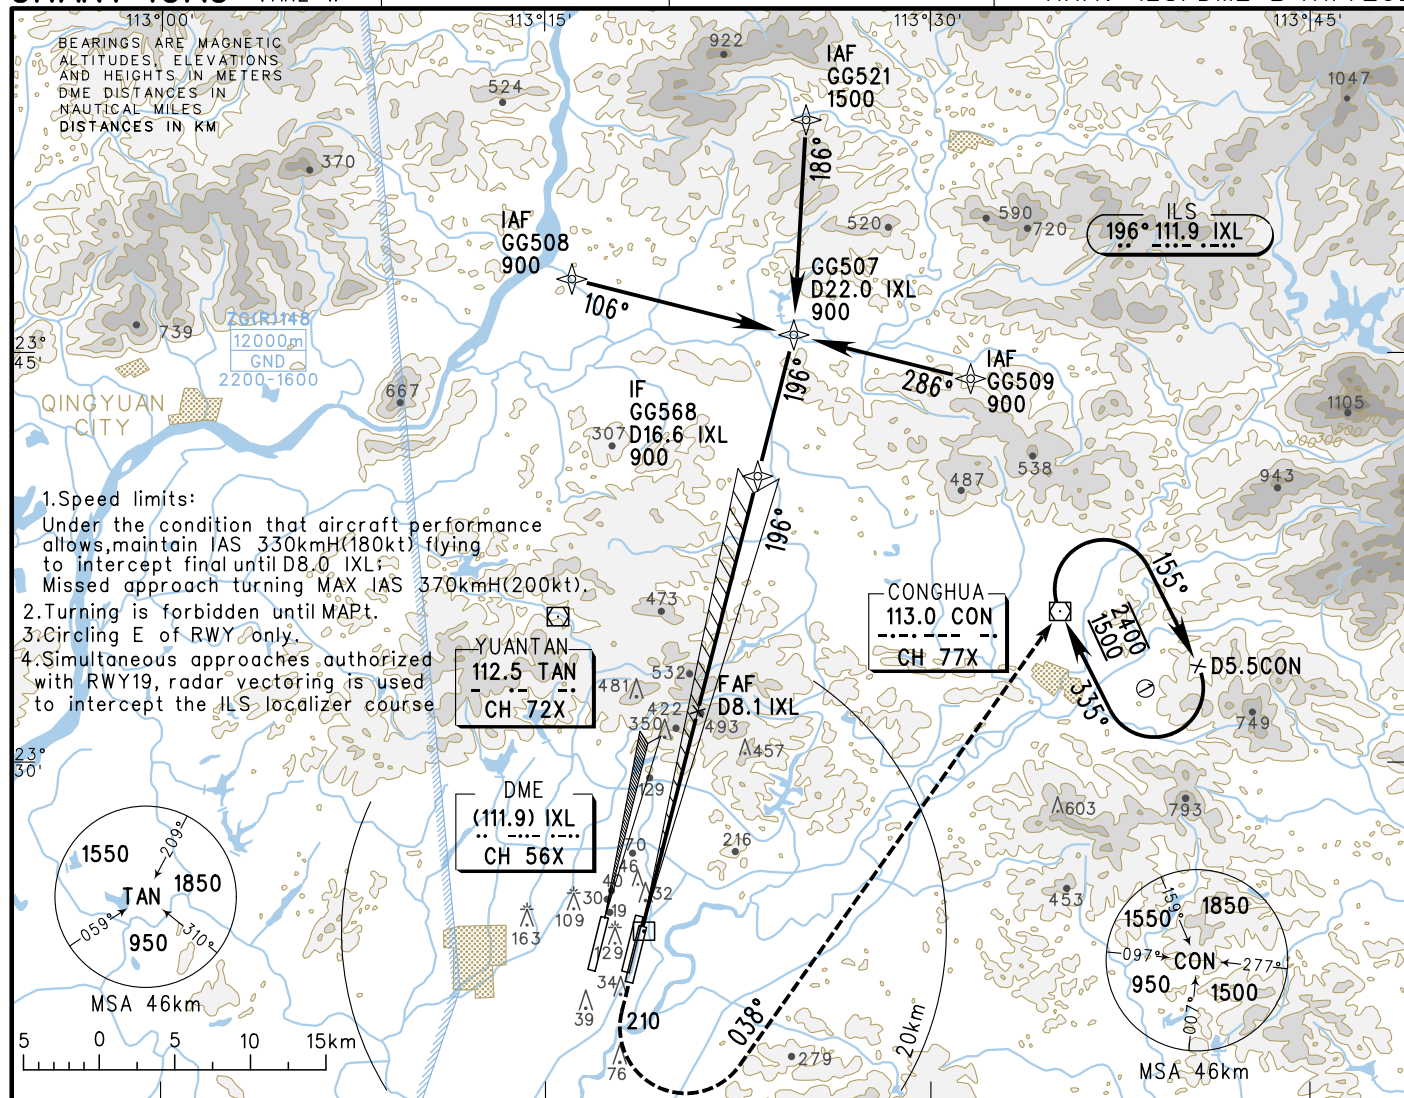 113°00'
113°15'
113°30'
113°45'
BEARINGS ARE MAGNETIC
ALTITUDES, ELEVATIONS
AND HEIGHTS IN METERS
DME DISTANCES IN
NAUTICAL MILES
DISTANCES IN KM
922
524
370
1047
IAF
GG521
1500
186°
520
590
720
ILS
196° 111.9 IXL
IAF
GG508
900
106°
GG507
D22.0 IXL
900
739
ZG(R)148
12000m
GND
2200-1600
23°
45'
IAF
GG509
900
286°
196°
667
QINGYUAN
CITY
IF
GG568
D16.6 IXL
900
307
1105
487
538
943
196°
1.Speed limits:
Under the condition that aircraft performance
allows,maintain IAS 330kmH(180kt) flying
to intercept final until D8.0 IXL;
Missed approach turning MAX IAS 370kmH(200kt).
2.Turning is forbidden until MAPt.
3.Circling E of RWY only.
4.Simultaneous approaches authorized
with RWY19, radar vectoring is used
to intercept the ILS localizer course
473
YUANTAN
112.5 TAN
CH 72X
CONGHUA
113.0 CON
CH 77X
155°
2400
1500
335°
D5.5CON
532
481
FAF
D8.1 IXL
422
350
493
457
749
23°
30'
129
DME
(111.9) IXL
CH 56X
603
793
216
70
46
40
30
32
19
109
163
129
34
39
453
1550
209°
TAN
1850
059°
310°
950
MSA 46km
159°
1550
1850
097°
CON
277°
950
1500
007°
MSA 46km
210
038°
20km
76
279
5
0
5
10
15km